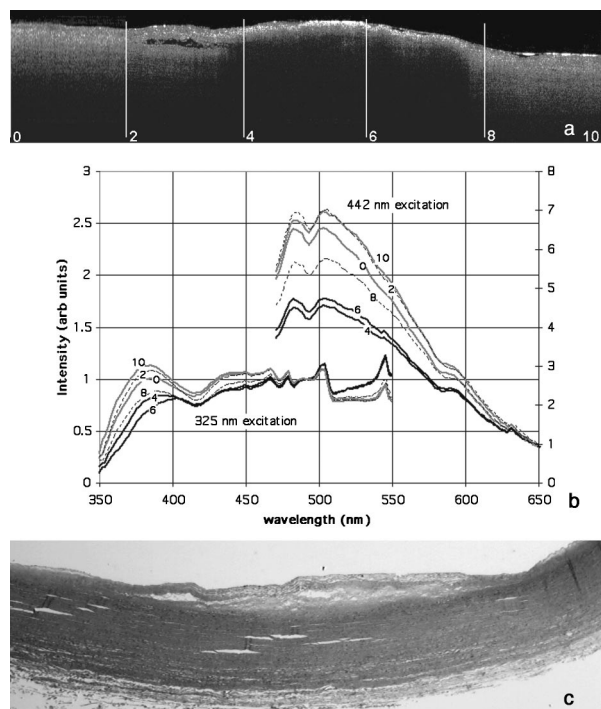 0 2 4 6 8 10
a
3 8
2.5 7
2 6
1.5 5
1 4
0.5 3
0 2
1
0
442 nm excitation
10
0
2
8
6
4
10
2 0
8 4
6
325 nm excitation
350 400 450 500 550 600 650
Intensity (arb units)
wavelength (nm)
b
c